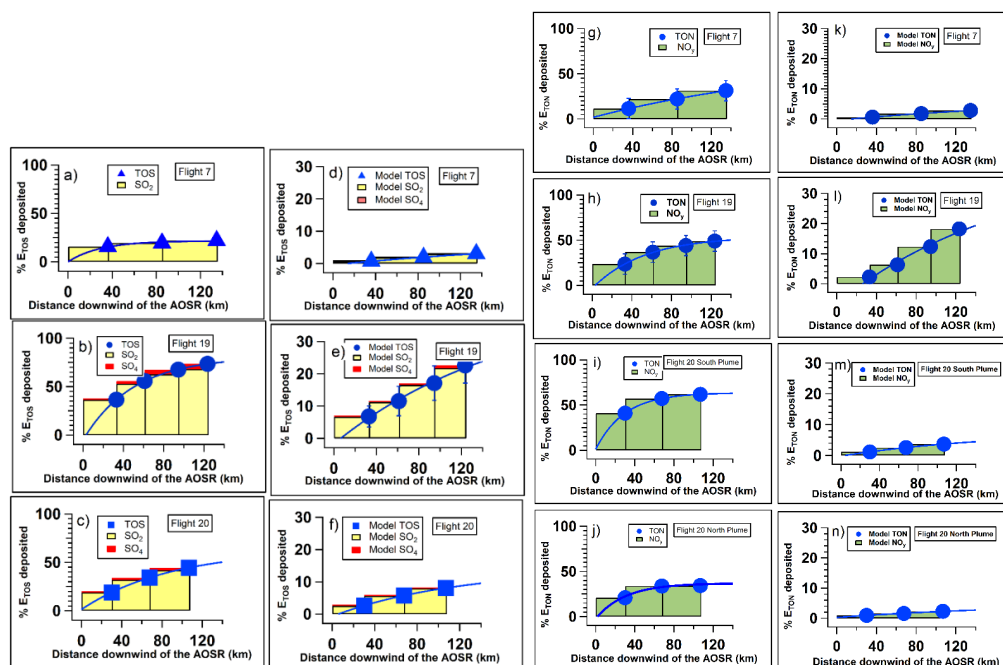 a)
TOS
SO₂
Flight 7
% E_TOS deposited
100
50
0
0 40 80 120
Distance downwind of the AOSR (km)
b)
TOS
SO₂
SO₄
Flight 19
% E_TOS deposited
100
50
0
0 40 80 120
Distance downwind of the AOSR (km)
c)
TOS
SO₂
SO₄
Flight 20
% E_TOS deposited
100
50
0
0 40 80 120
Distance downwind of the AOSR (km)
d)
Model TOS
Model SO₂
Model SO₄
Flight 7
% E_TOS deposited
30
20
10
0
0 40 80 120
Distance downwind of the AOSR (km)
e)
Model TOS
Model SO₂
Model SO₄
Flight 19
% E_TOS deposited
30
20
10
0
0 40 80 120
Distance downwind of the AOSR (km)
f)
Model TOS
Model SO₂
Model SO₄
Flight 20
% E_TOS deposited
30
20
10
0
0 40 80 120
Distance downwind of the AOSR (km)
g)
TON
NOy
Flight 7
% E_TON deposited
100
50
0
0 40 80 120
Distance downwind of the AOSR (km)
h)
TON
NOy
Flight 19
% E_TON deposited
100
50
0
0 40 80 120
Distance downwind of the AOSR (km)
i)
TON
NOy
Flight 20 South Plume
% E_TON deposited
100
50
0
0 40 80 120
Distance downwind of the AOSR (km)
j)
TON
NOy
Flight 20 North Plume
% E_TON deposited
100
50
0
0 40 80 120
Distance downwind of the AOSR (km)
k)
Model TON
Model NOy
Flight 7
% E_TON deposited
30
20
10
0
0 40 80 120
Distance downwind of the AOSR (km)
l)
Model TON
Model NOy
Flight 19
% E_TON deposited
30
20
10
0
0 40 80 120
Distance downwind of the AOSR (km)
m)
Model TON
Model NOy
Flight 20 South Plume
% E_TON deposited
30
20
10
0
0 40 80 120
Distance downwind of the AOSR (km)
n)
Model TON
Model NOy
Flight 20 North Plume
% E_TON deposited
30
20
10
0
0 40 80 120
Distance downwind of the AOSR (km)